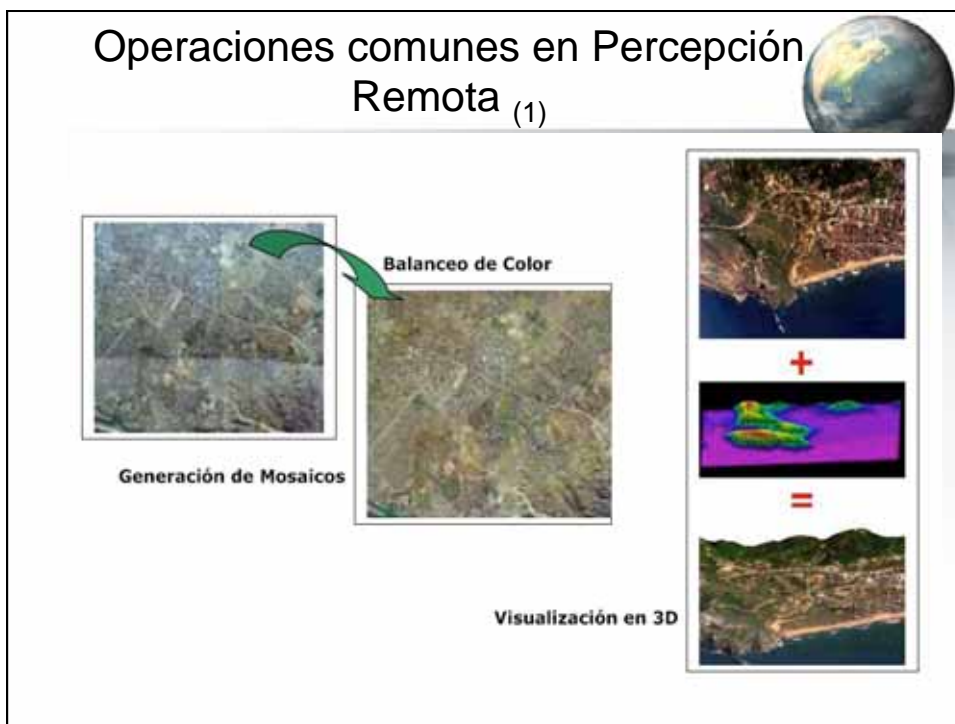 Operaciones comunes en Percepción
Remota (1)
Balanceo de Color
Generación de Mosaicos
+
=
Visualización en 3D